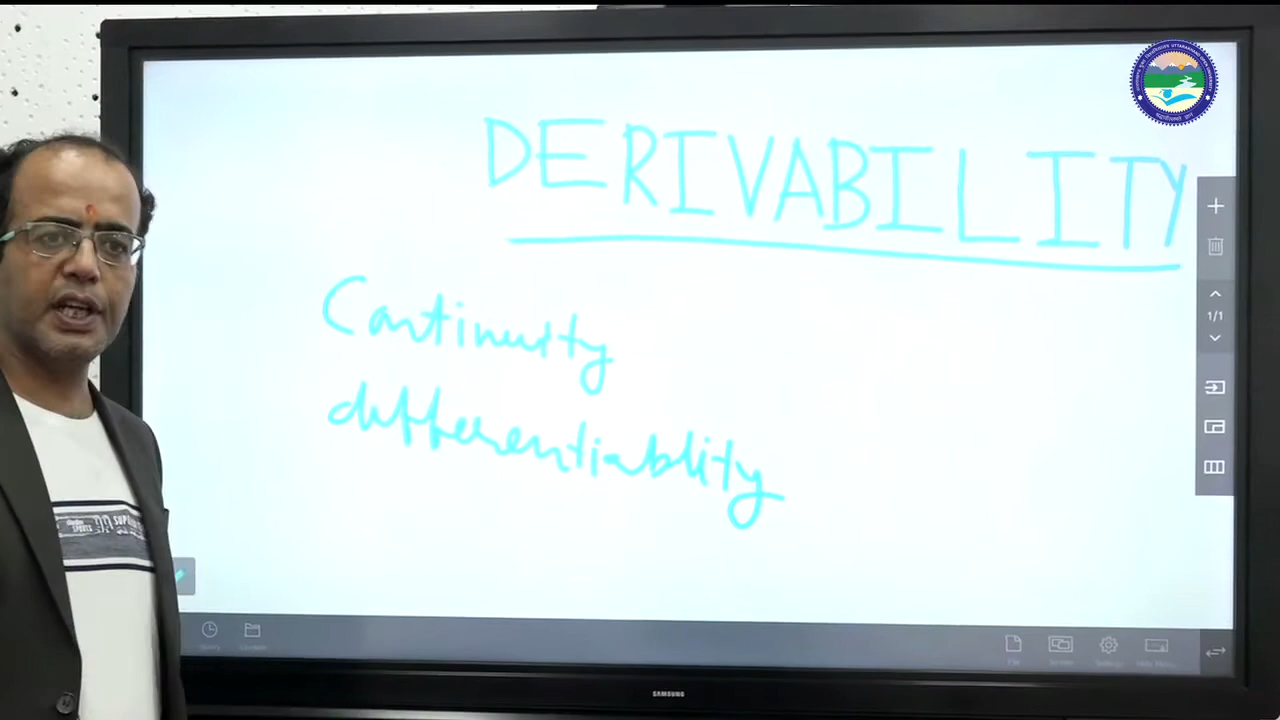 DERIVABILITY
Continuity
differentiablity
1/1
SAMSUNG